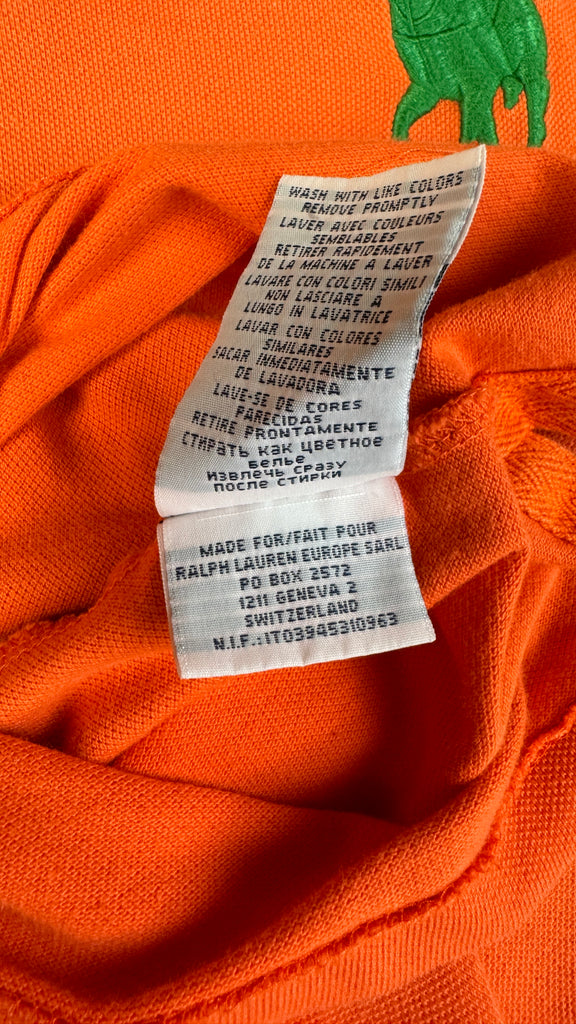 WASH WITH LIKE COLORS
REMOVE PROMPTLY
LAVER AVEC COULEURS
SEMBLABLES
RETIRER RAPIDEMENT
DE LA MACHINE A LAVER
LAVARE CON COLORI SIMILI
NON LASCIARE A
LUNGO IN LAVATRICE
LAVAR CON COLORES
SIMILARES
SACAR INMEDIATAMENTE
DE LAVADORA
LAVE-SE DE CORES
PARECIDAS
RETIRE PRONTAMENTE
СТИРАТЬ КАК ЦВЕТНОЕ
БЕЛЬЕ
ИЗВЛЕЧЬ СРАЗУ
ПОСЛЕ СТИРКИ
MADE FOR/FAIT POUR
RALPH LAUREN EUROPE SARL
PO BOX 2572
1211 GENEVA 2
SWITZERLAND
N.I.F.:IT03945310963